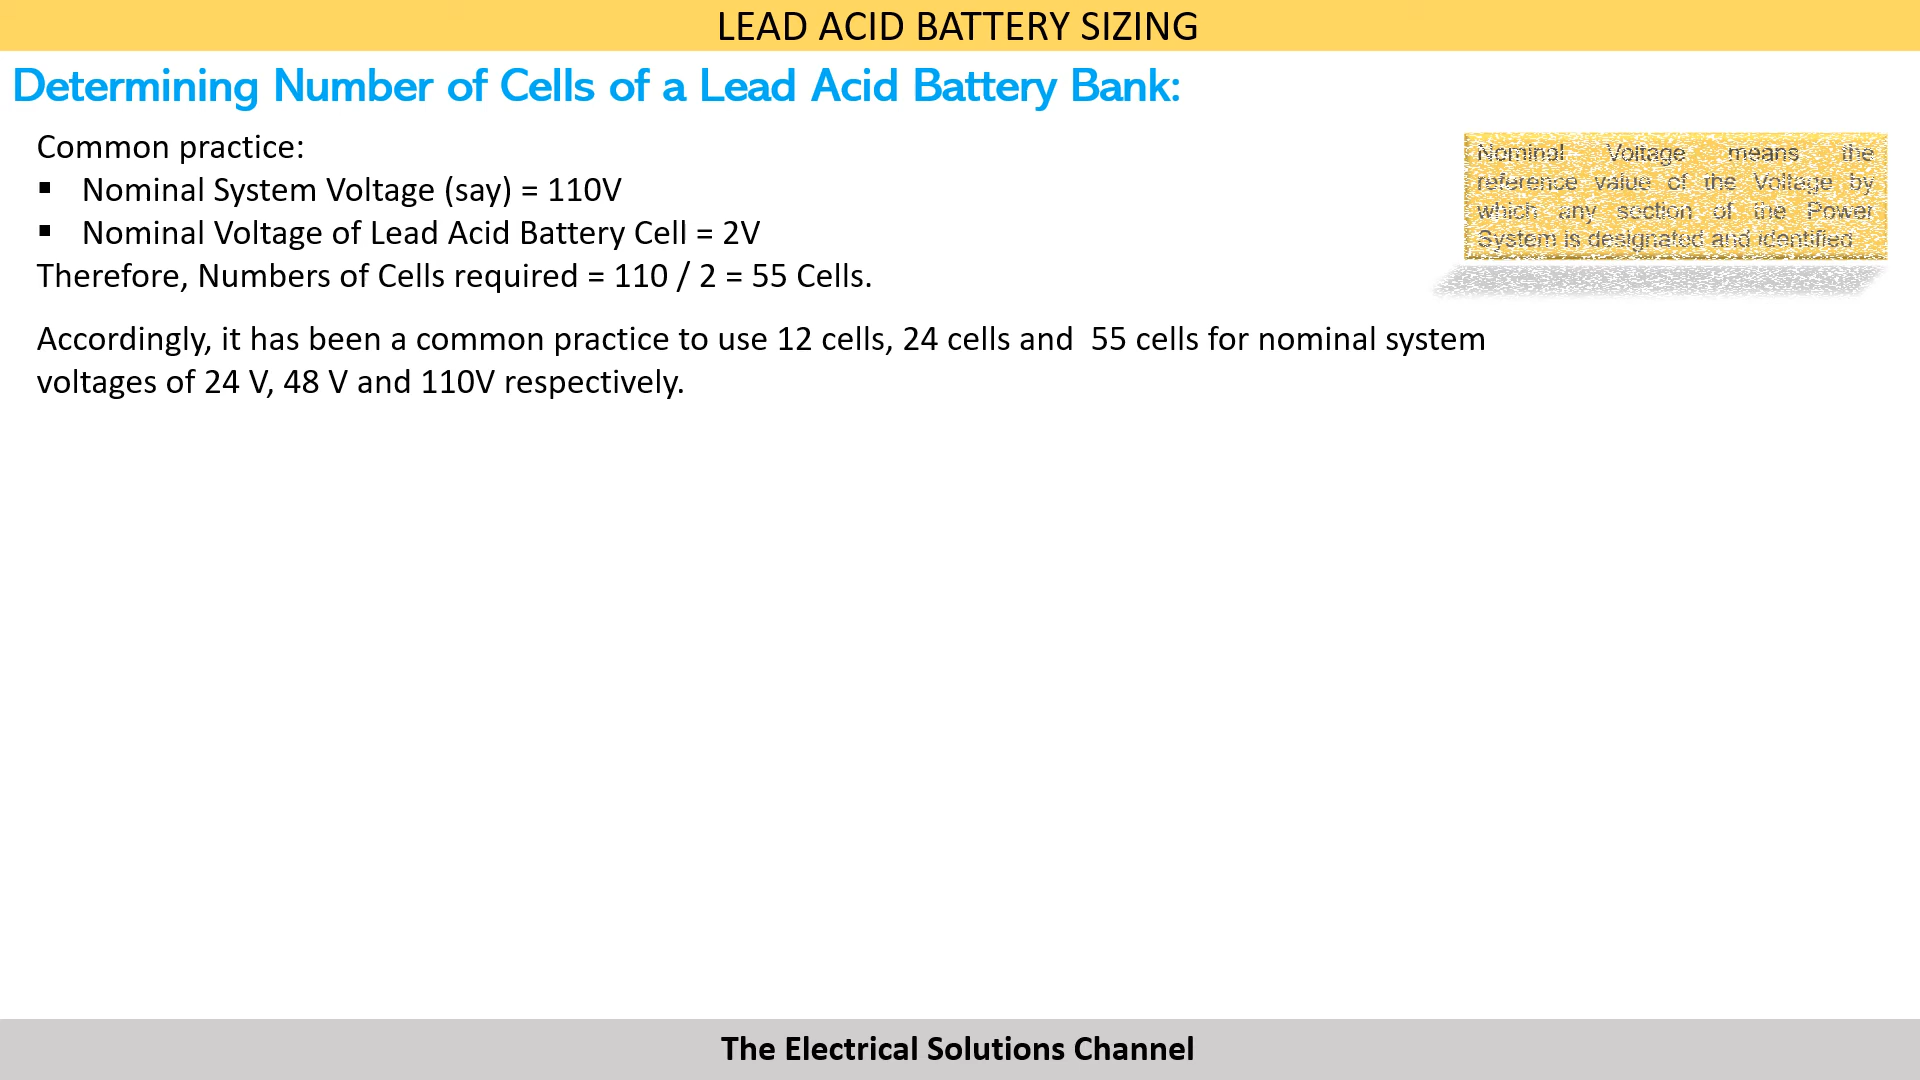 LEAD ACID BATTERY SIZING
Determining Number of Cells of a Lead Acid Battery Bank:
Common practice:
▪ Nominal System Voltage (say) = 110V
▪ Nominal Voltage of Lead Acid Battery Cell = 2V
Therefore, Numbers of Cells required = 110 / 2 = 55 Cells.
Nominal Voltage means the
reference value of the Voltage by
which any section of the Power
System is designated and identified
Accordingly, it has been a common practice to use 12 cells, 24 cells and 55 cells for nominal system
voltages of 24 V, 48 V and 110V respectively.
The Electrical Solutions Channel